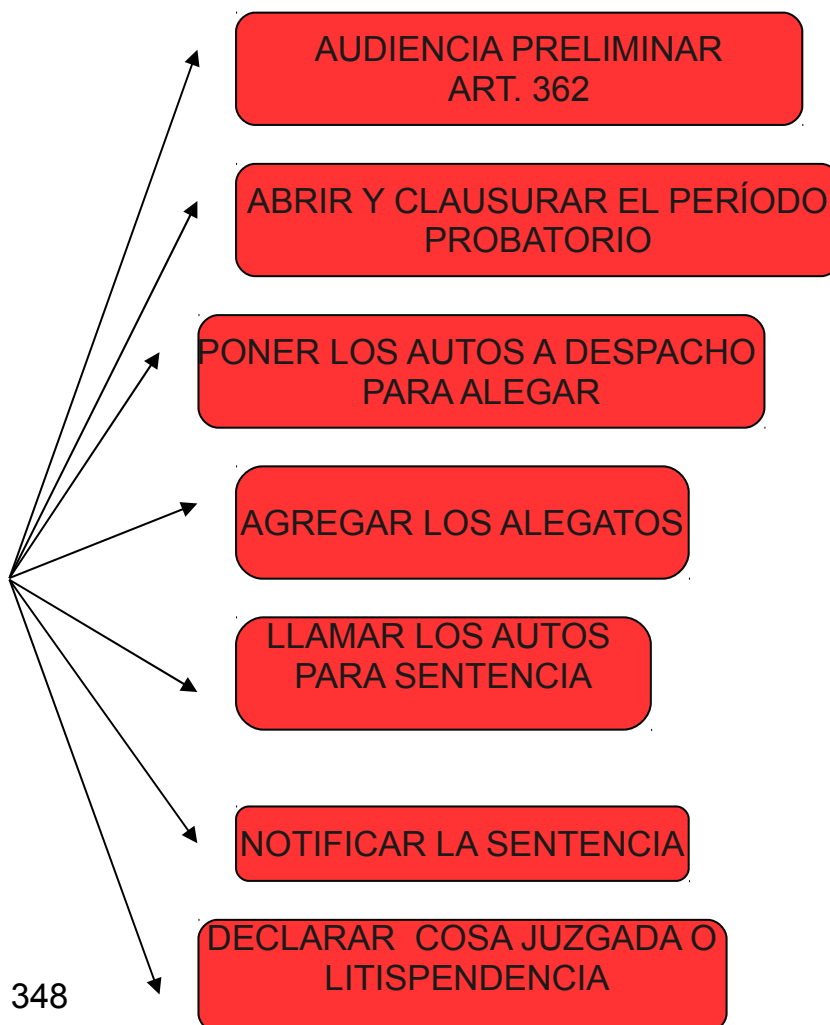 AUDIENCIA PRELIMINAR
ART. 362
ABRIR Y CLAUSURAR EL PERÍODO
PROBATORIO
PONER LOS AUTOS A DESPACHO
PARA ALEGAR
AGREGAR LOS ALEGATOS
LLAMAR LOS AUTOS
PARA SENTENCIA
NOTIFICAR LA SENTENCIA
DECLARAR COSA JUZGADA O
LITISPENDENCIA
348